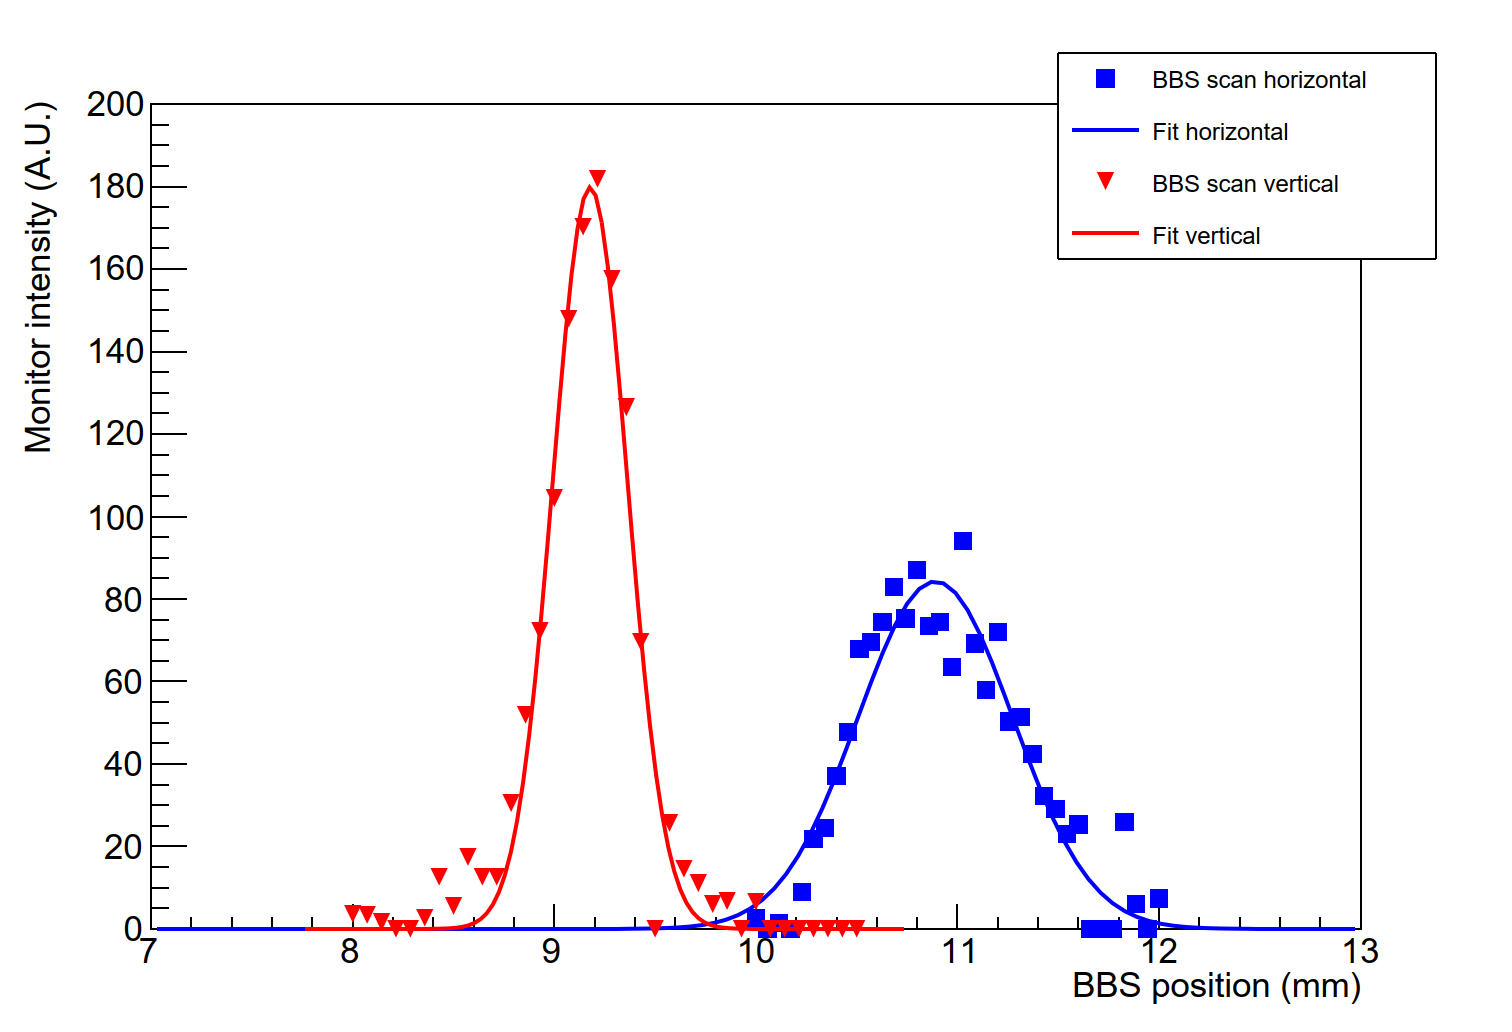 BBS scan horizontal
Fit horizontal
BBS scan vertical
Fit vertical
Monitor intensity (A.U.)
200
180
160
140
120
100
80
60
40
20
0
7 8 9 10 11 12 13
BBS position (mm)